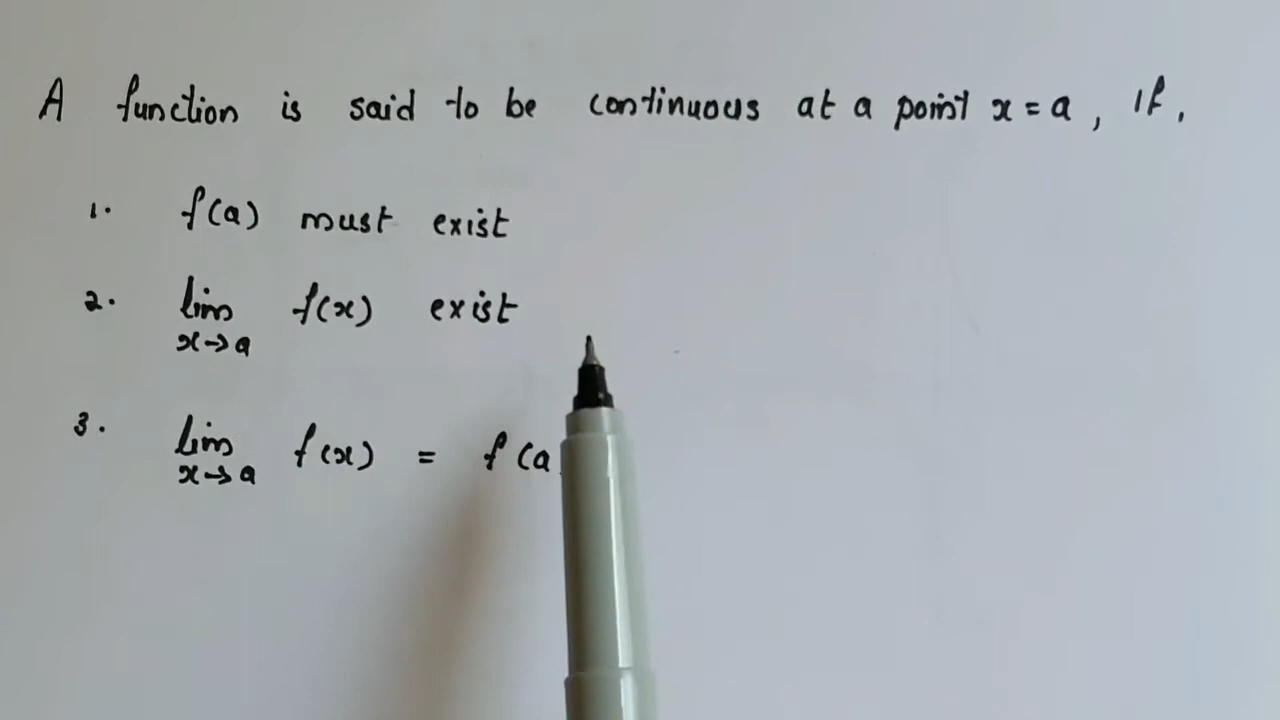 A function is said to be continuous at a point x = a, If,
1. f(a) must exist
2. lim f(x) exist
x→a
3. lim f(x) = f(a
x→a